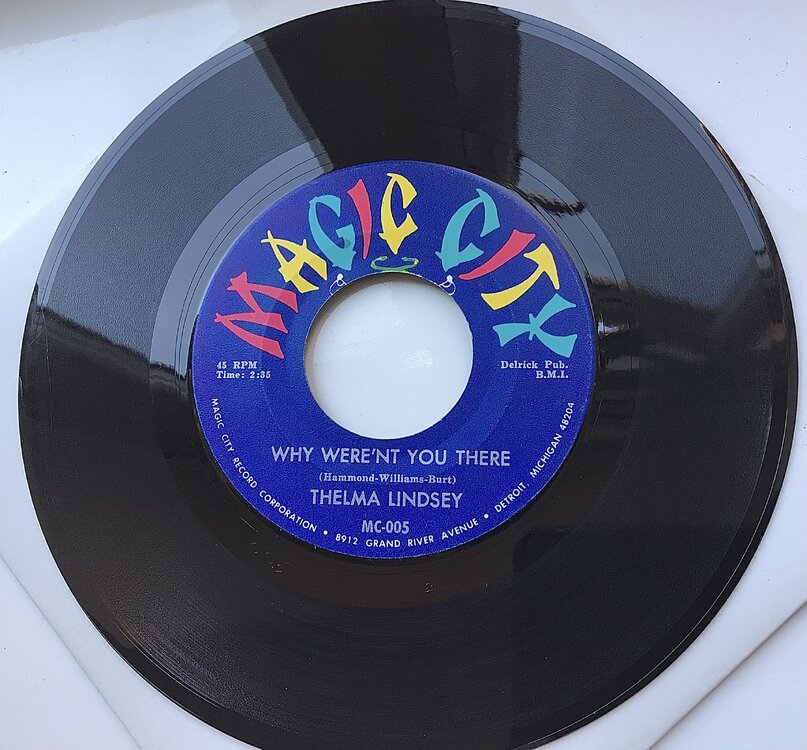 MAGIC CITY
45 RPM
Time: 2:35
Delrick Pub.
B.M.I.
WHY WERE'NT YOU THERE
(Hammond-Williams-Burt)
THELMA LINDSEY
MC-005
MAGIC CITY RECORD CORPORATION • 8912 GRAND RIVER AVENUE • DETROIT, MICHIGAN 48204